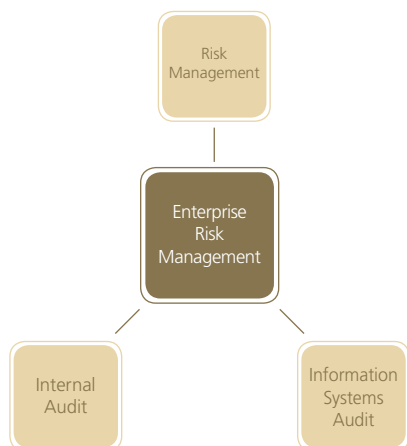 Risk
Management
Enterprise
Risk
Management
Internal
Audit
Information
Systems
Audit